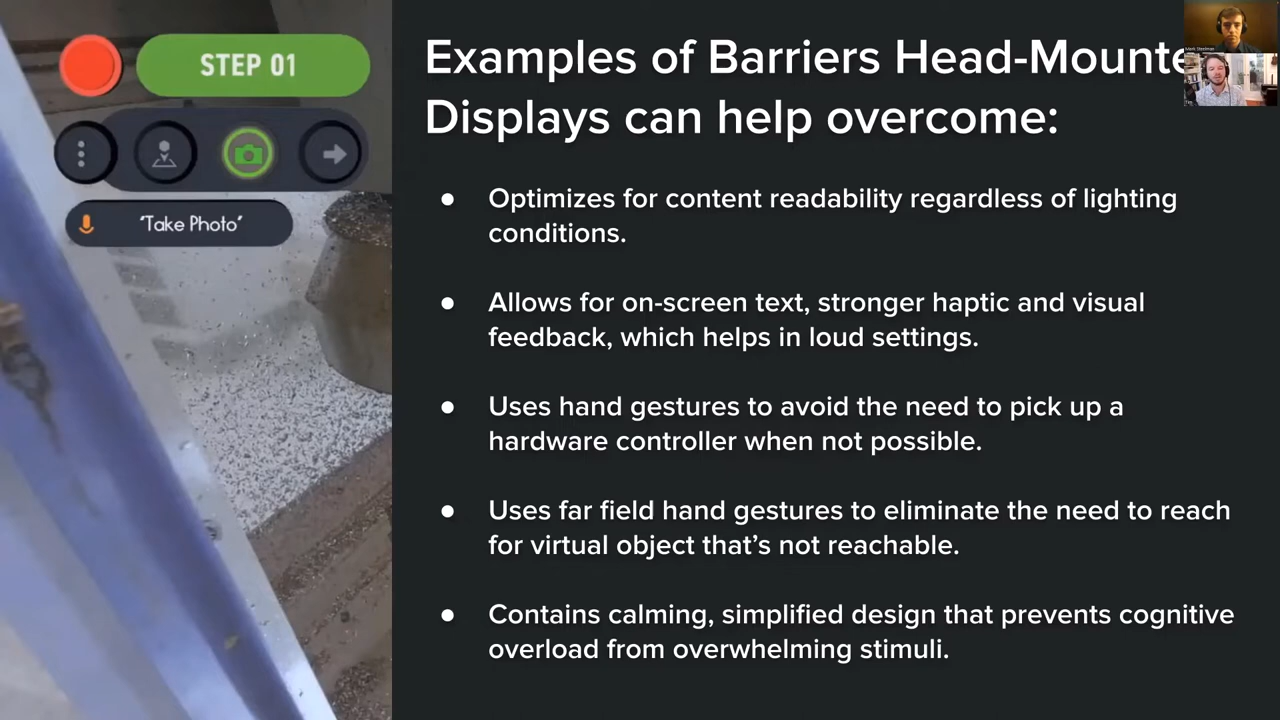 STEP 01
"Take Photo"
Examples of Barriers Head-Mounte
Displays can help overcome:
● Optimizes for content readability regardless of lighting
conditions.
● Allows for on-screen text, stronger haptic and visual
feedback, which helps in loud settings.
● Uses hand gestures to avoid the need to pick up a
hardware controller when not possible.
● Uses far field hand gestures to eliminate the need to reach
for virtual object that’s not reachable.
● Contains calming, simplified design that prevents cognitive
overload from overwhelming stimuli.